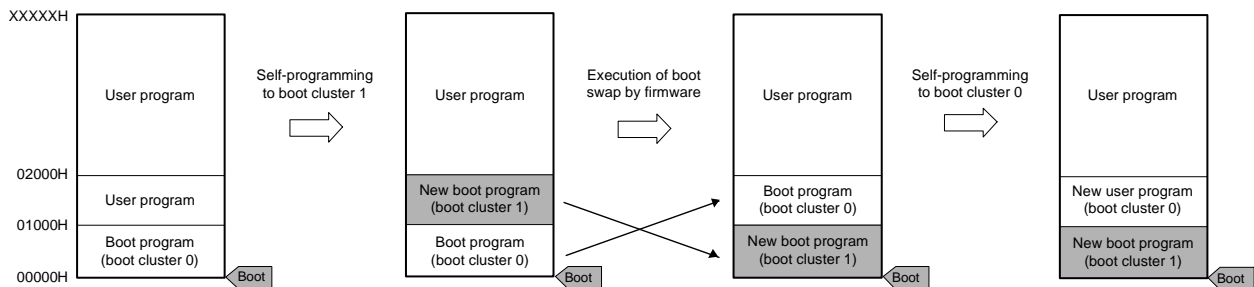 XXXXXH
User program
Self-programming
to boot cluster 1
User program
Execution of boot
swap by firmware
User program
Self-programming
to boot cluster 0
User program
02000H
User program
New boot program
(boot cluster 1)
Boot program
(boot cluster 0)
New user program
(boot cluster 0)
01000H
Boot program
(boot cluster 0)
Boot program
(boot cluster 0)
New boot program
(boot cluster 1)
New boot program
(boot cluster 1)
00000H
Boot
Boot
Boot
Boot